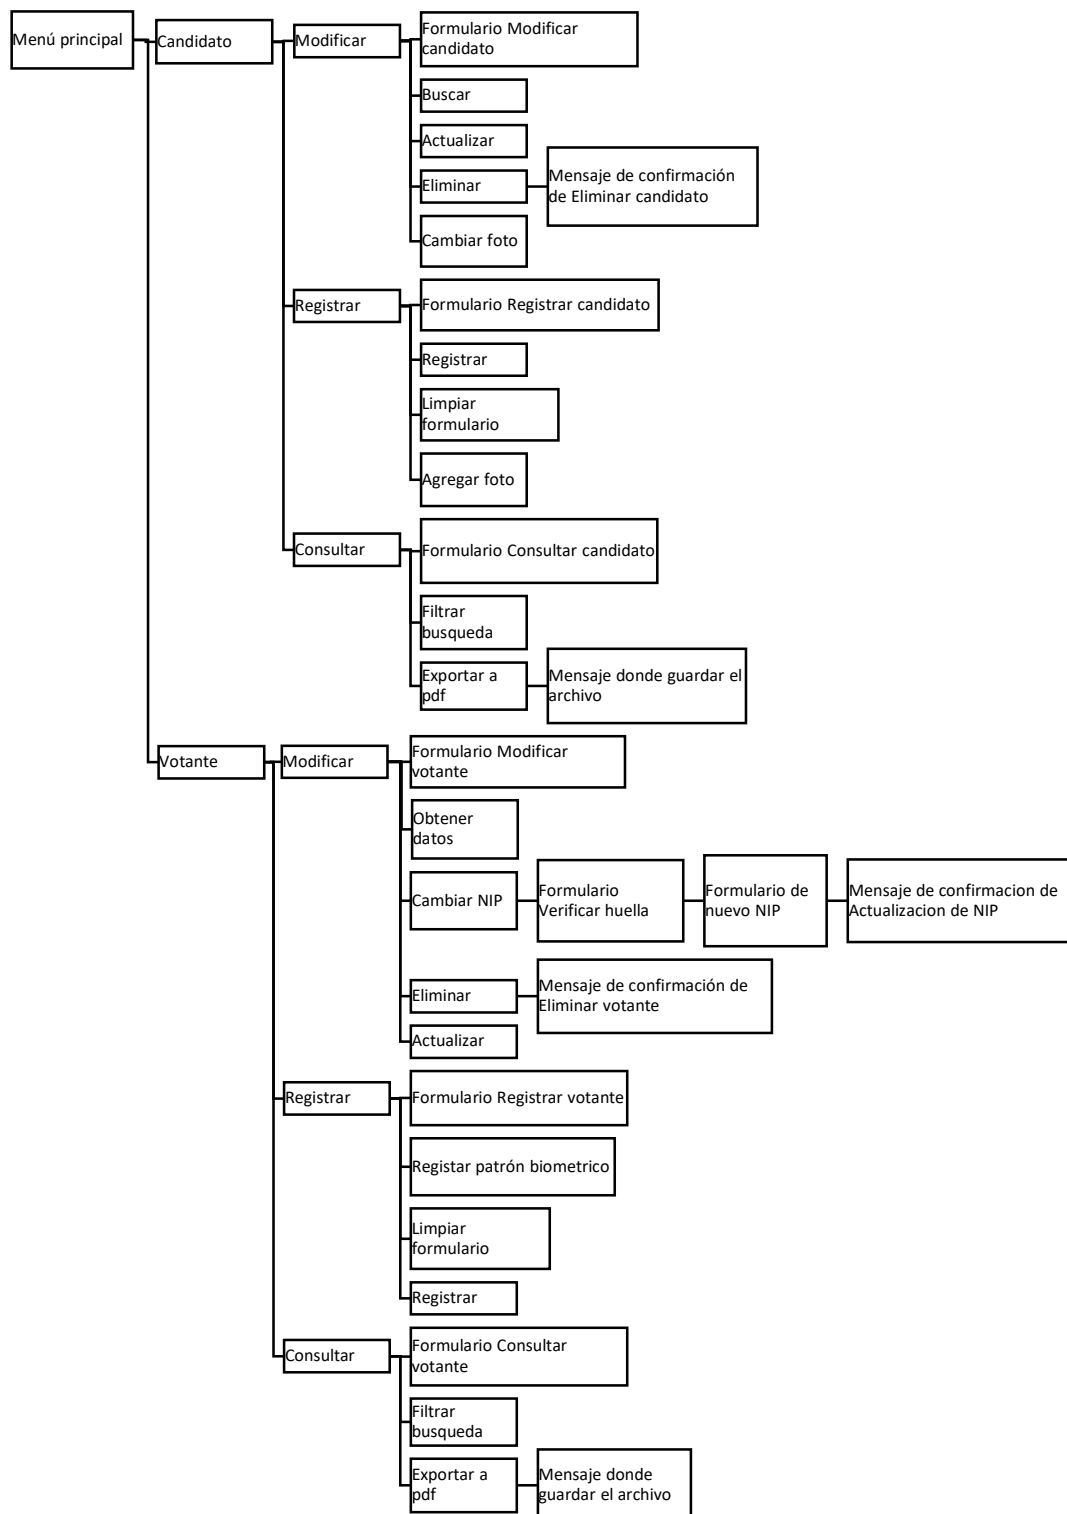 Menú principal
Candidato
Modificar
Formulario Modificar
candidato
Buscar
Actualizar
Eliminar
Mensaje de confirmación
de Eliminar candidato
Cambiar foto
Registrar
Formulario Registrar candidato
Registrar
Limpiar
formulario
Agregar foto
Consultar
Formulario Consultar candidato
Filtrar
busqueda
Exportar a
pdf
Mensaje donde guardar el
archivo
Votante
Modificar
Formulario Modificar
votante
Obtener
datos
Cambiar NIP
Formulario
Verificar huella
Formulario de
nuevo NIP
Mensaje de confirmacion de
Actualizacion de NIP
Eliminar
Mensaje de confirmación de
Eliminar votante
Actualizar
Registrar
Formulario Registrar votante
Registar patrón biometrico
Limpiar
formulario
Registrar
Consultar
Formulario Consultar
votante
Filtrar
busqueda
Exportar a
pdf
Mensaje donde
guardar el archivo